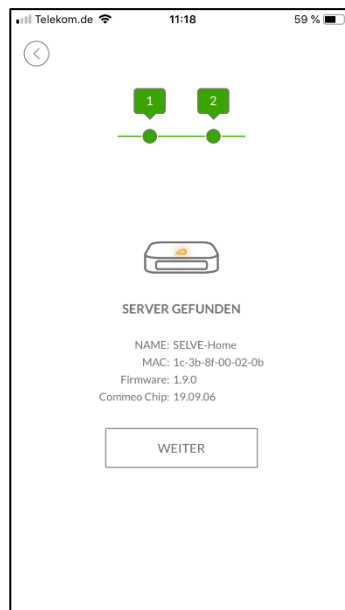 Telekom.de 11:18 59 %
1 2
SERVER GEFUNDEN
NAME: SELVE-Home
MAC: 1c-3b-8f-00-02-0b
Firmware: 1.9.0
Commeo Chip: 19.09.06
WEITER